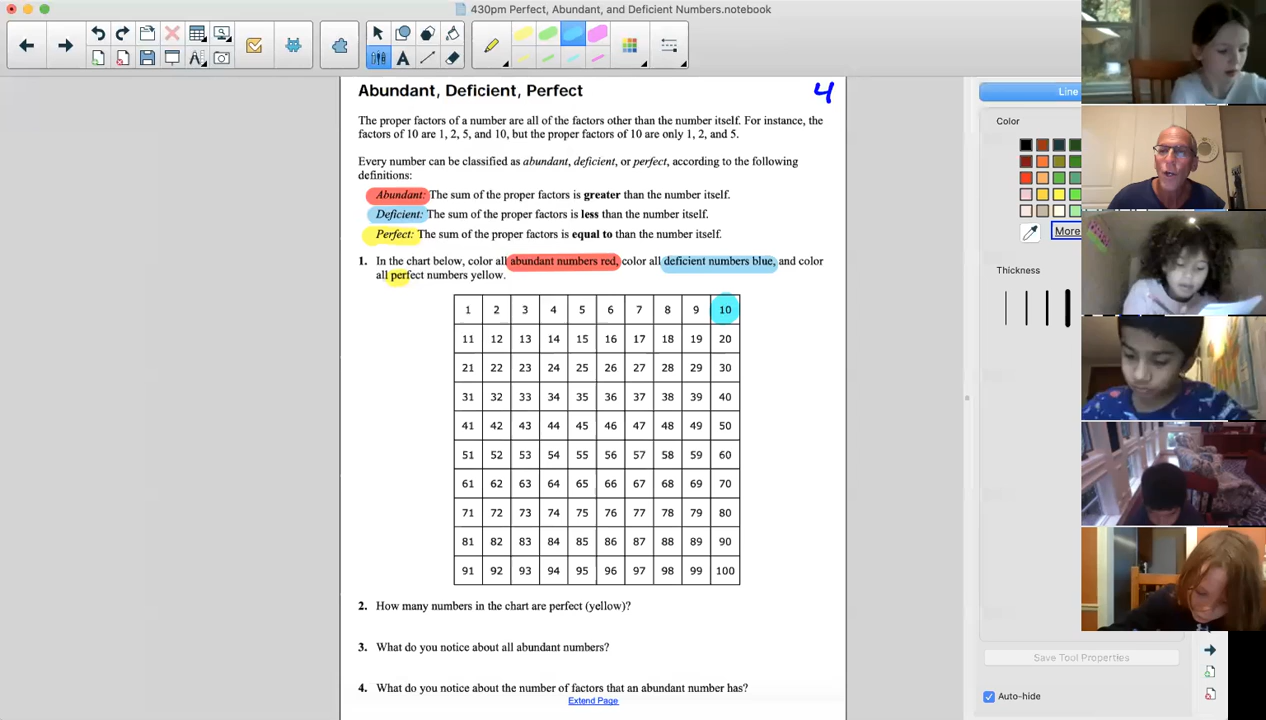 430pm Perfect, Abundant, and Deficient Numbers.notebook
Abundant, Deficient, Perfect
4
The proper factors of a number are all of the factors other than the number itself. For instance, the
factors of 10 are 1, 2, 5, and 10, but the proper factors of 10 are only 1, 2, and 5.
Every number can be classified as abundant, deficient, or perfect, according to the following
definitions:
Abundant: The sum of the proper factors is greater than the number itself.
Deficient: The sum of the proper factors is less than the number itself.
Perfect: The sum of the proper factors is equal to than the number itself.
1. In the chart below, color all abundant numbers red, color all deficient numbers blue, and color
all perfect numbers yellow.
1 2 3 4 5 6 7 8 9 10
11 12 13 14 15 16 17 18 19 20
21 22 23 24 25 26 27 28 29 30
31 32 33 34 35 36 37 38 39 40
41 42 43 44 45 46 47 48 49 50
51 52 53 54 55 56 57 58 59 60
61 62 63 64 65 66 67 68 69 70
71 72 73 74 75 76 77 78 79 80
81 82 83 84 85 86 87 88 89 90
91 92 93 94 95 96 97 98 99 100
2. How many numbers in the chart are perfect (yellow)?
3. What do you notice about all abundant numbers?
4. What do you notice about the number of factors that an abundant number has?
Extend Page
Line
Color
More
Thickness
Save Tool Properties
Auto-hide